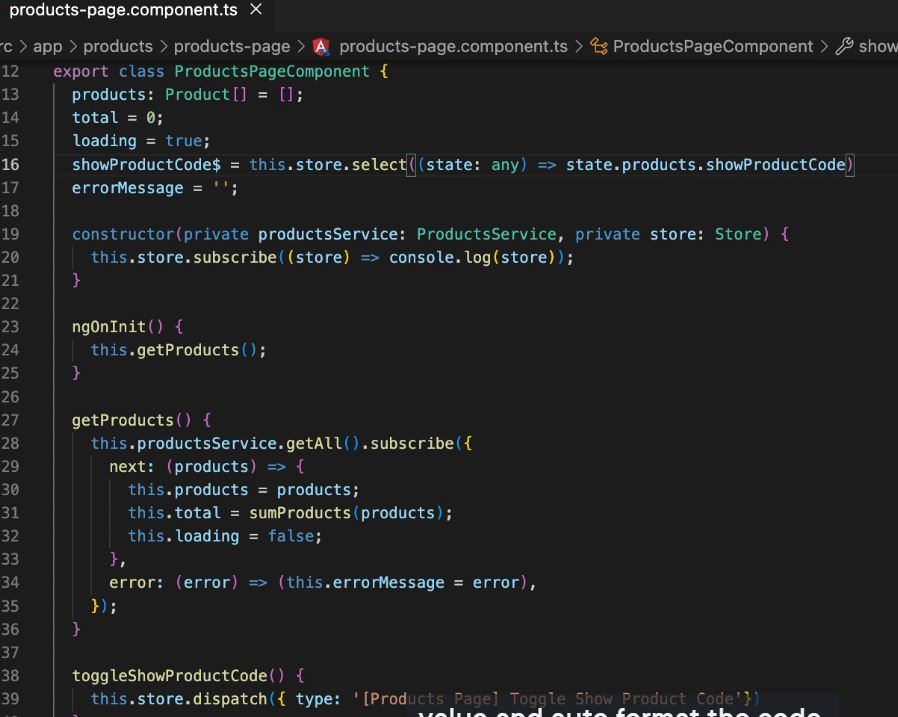 products-page.component.ts ×
rc > app > products > products-page > products-page.component.ts > ProductsPageComponent > show
12 export class ProductsPageComponent {
13 products: Product[] = [];
14 total = 0;
15 loading = true;
16 showProductCode$ = this.store.select((state: any) => state.products.showProductCode)
17 errorMessage = '';
18
19 constructor(private productsService: ProductsService, private store: Store) {
20 this.store.subscribe((store) => console.log(store));
21 }
22
23 ngOnInit() {
24 this.getProducts();
25 }
26
27 getProducts() {
28 this.productsService.getAll().subscribe({
29 next: (products) => {
30 this.products = products;
31 this.total = sumProducts(products);
32 this.loading = false;
33 },
34 error: (error) => (this.errorMessage = error),
35 });
36 }
37
38 toggleShowProductCode() {
39 this.store.dispatch({ type: '[Products Page] Toggle Show Product Code'})
value and auto format the code